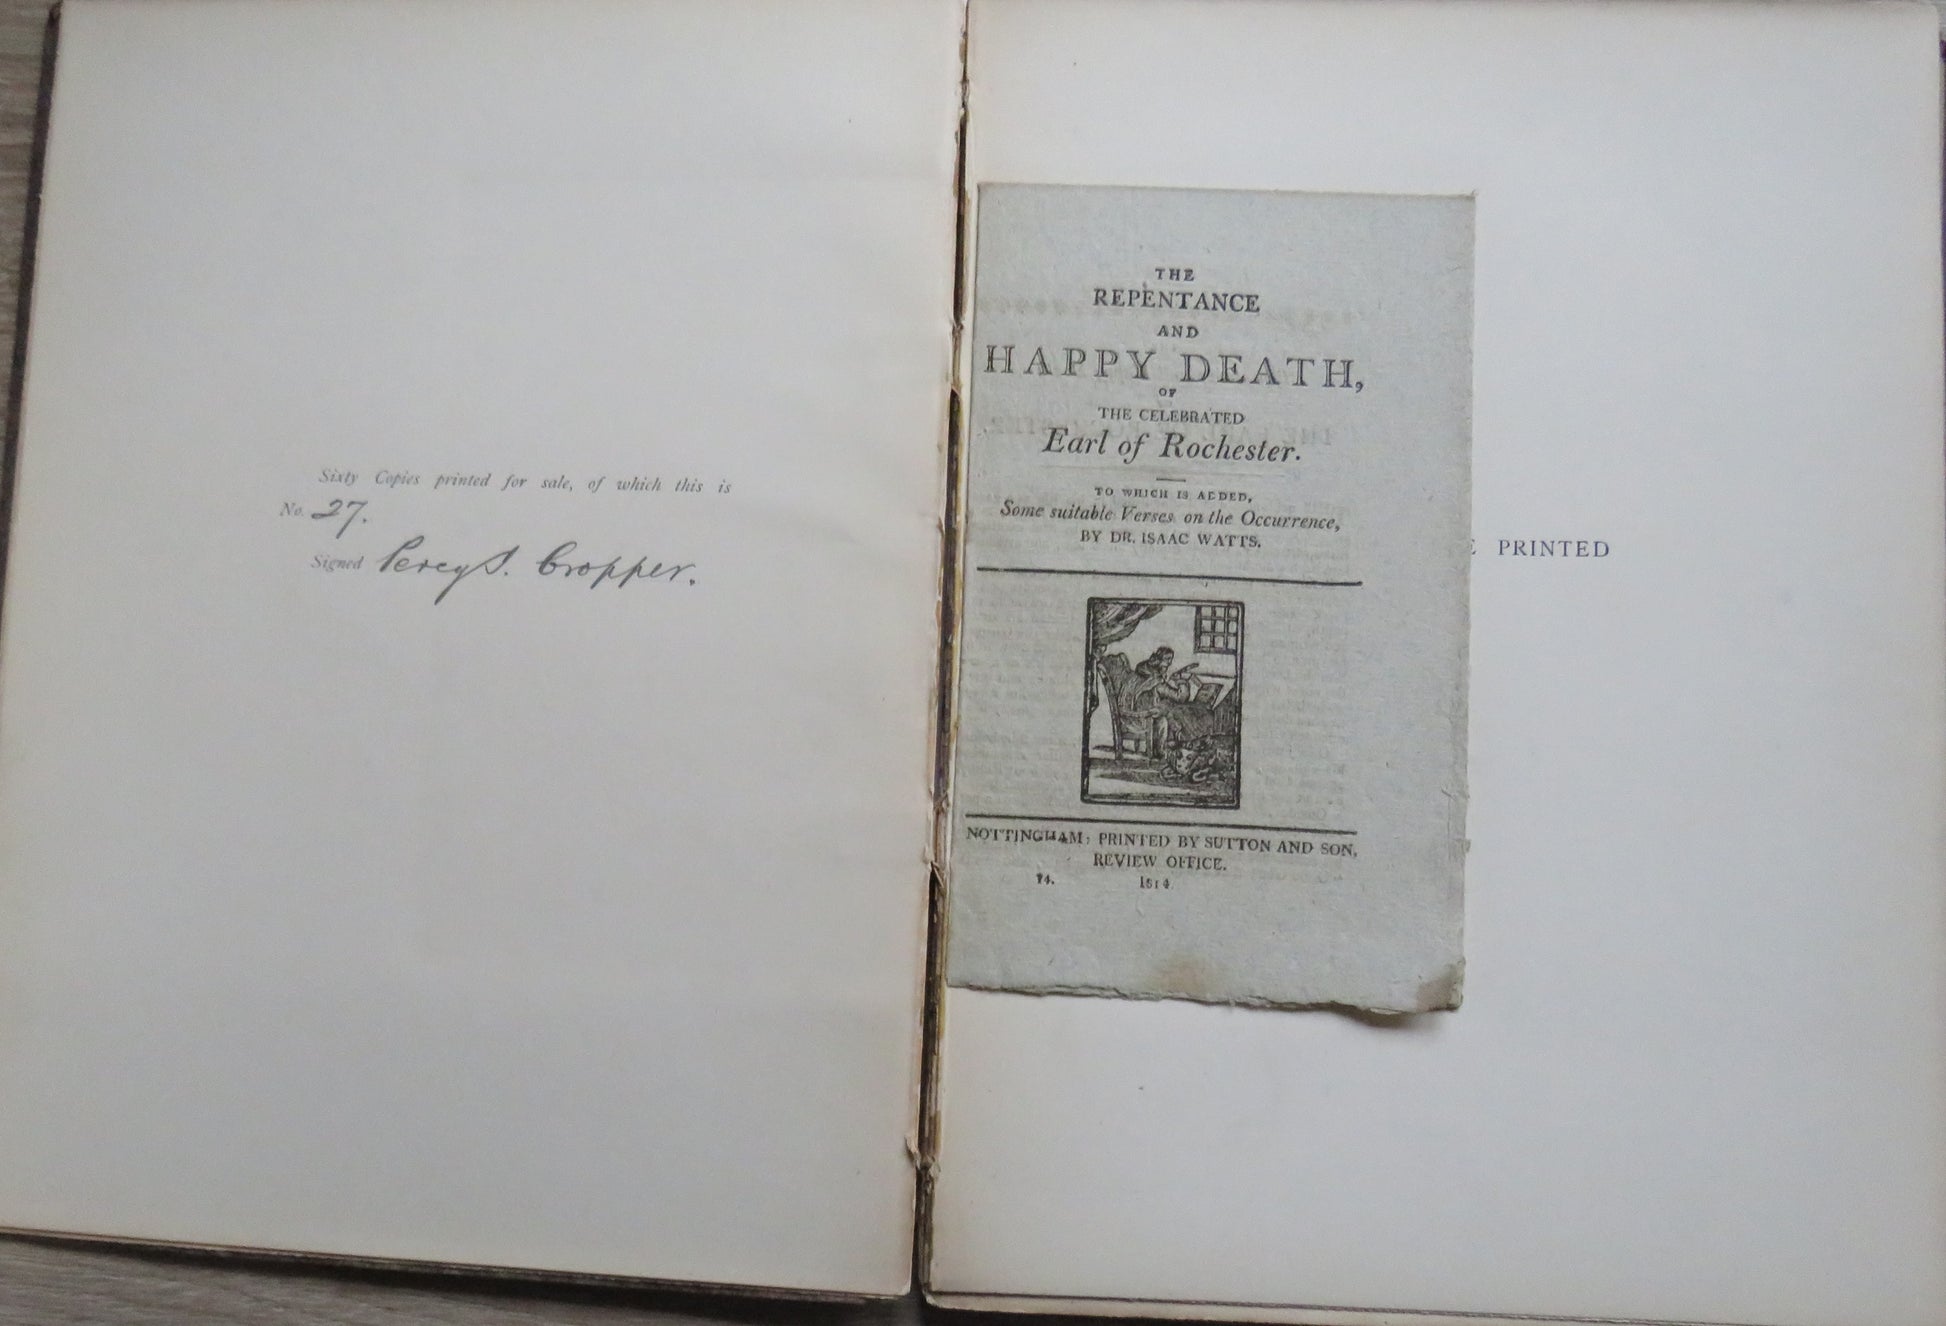 Sixty Copies printed for sale, of which this is
No. 27.
Signed Percy J. Cropper.
THE
REPENTANCE
AND
HAPPY DEATH,
OF
THE CELEBRATED
Earl of Rochester.
TO WHICH IS ADDED,
Some suitable Verses on the Occurrence,
BY DR. ISAAC WATTS.
NOTTINGHAM: PRINTED BY SUTTON AND SON,
REVIEW OFFICE.
14. 1814
E PRINTED